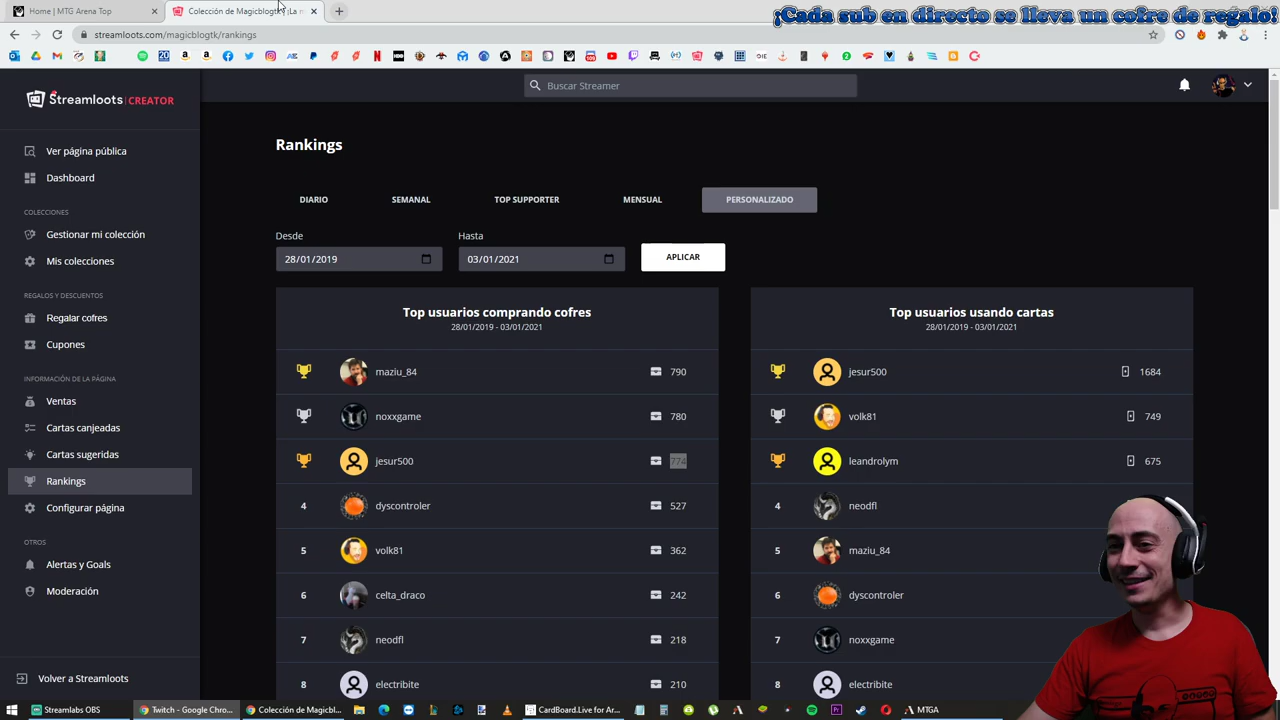 Home | MTG Arena Top
Colección de Magicblogtk ¡La m
¡Cada sub en directo se lleva un cofre de regalo!
streamloots.com/magicblogtk/rankings
Streamloots CREATOR
Buscar Streamer
Ver página pública
Dashboard
COLECCIONES
Gestionar mi colección
Mis colecciones
REGALOS Y DESCUENTOS
Regalar cofres
Cupones
INFORMACIÓN DE LA PÁGINA
Ventas
Cartas canjeadas
Cartas sugeridas
Rankings
Configurar página
OTROS
Alertas y Goals
Moderación
Volver a Streamloots
Rankings
DIARIO SEMANAL TOP SUPPORTER MENSUAL PERSONALIZADO
Desde Hasta
28/01/2019 03/01/2021 APLICAR
Top usuarios comprando cofres
28/01/2019 - 03/01/2021
maziu_84 790
noxxgame 780
jesur500 774
4 dyscontroler 527
5 volk81 362
6 celta_draco 242
7 neodfl 218
8 electribite 210
Top usuarios usando cartas
28/01/2019 - 03/01/2021
jesur500 1684
volk81 749
leandrolym 675
4 neodfl
5 maziu_84
6 dyscontroler
7 noxxgame
8 electribite
Streamlabs OBS
Twitch - Google Chro...
Colección de Magicbl...
CardBoard.Live for Ar...
MTGA